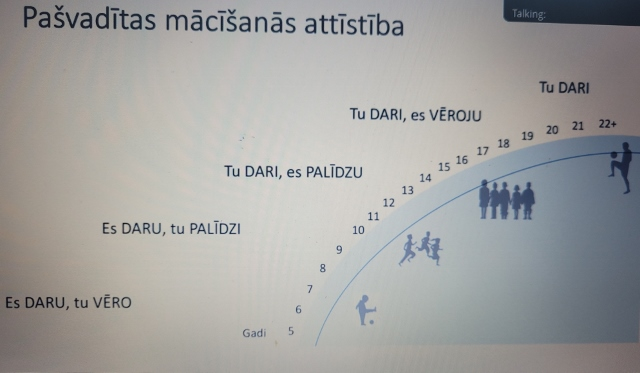 Pašvadītas mācīšanās attīstība
Talking:
Tu DARI
Tu DARI, es VĒROJU
Tu DARI, es PALĪDZU
Es DARU, tu PALĪDZI
Es DARU, tu VĒRO
Gadi 5 6 7 8 9 10 11 12 13 14 15 16 17 18 19 20 21 22+